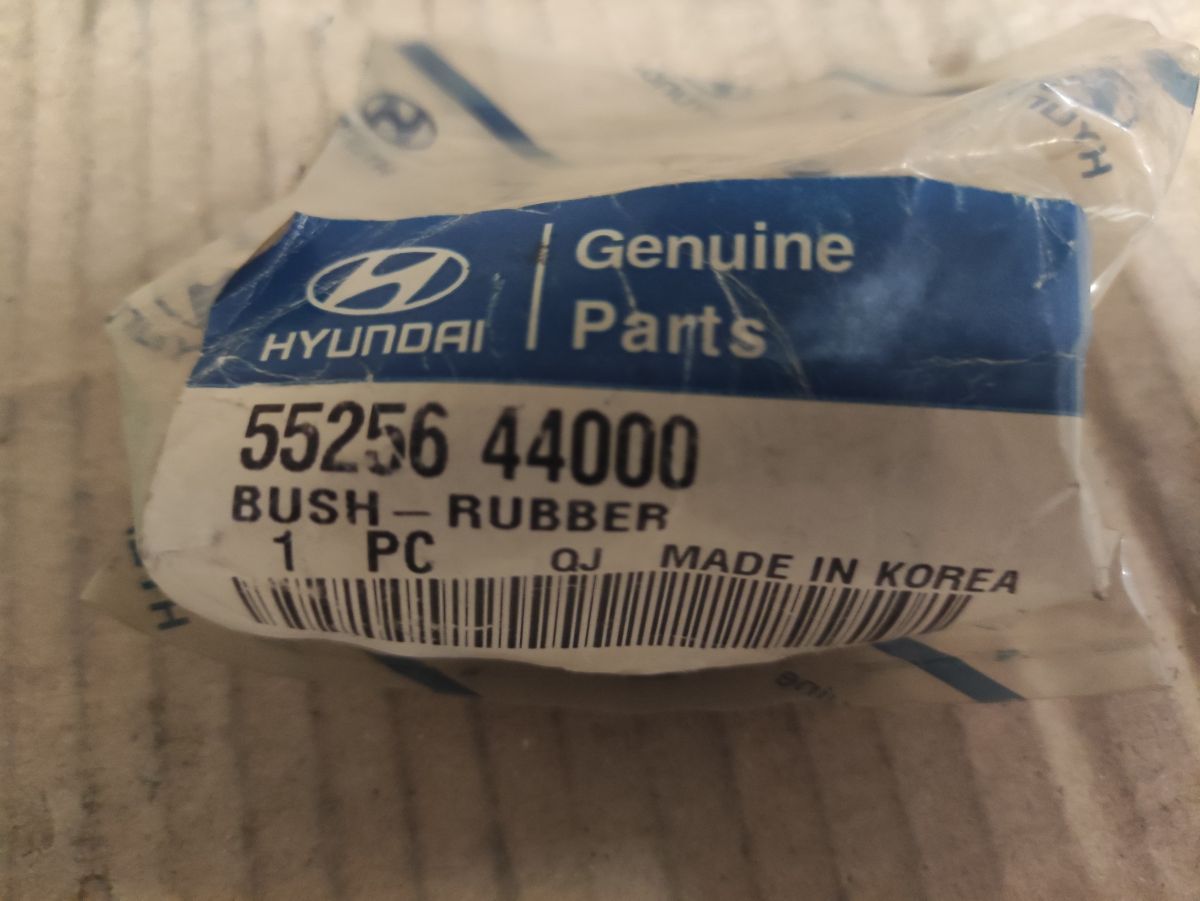 HYUNDAI
Genuine
Parts
55256 44000
BUSH-RUBBER
1 PC QJ MADE IN KOREA